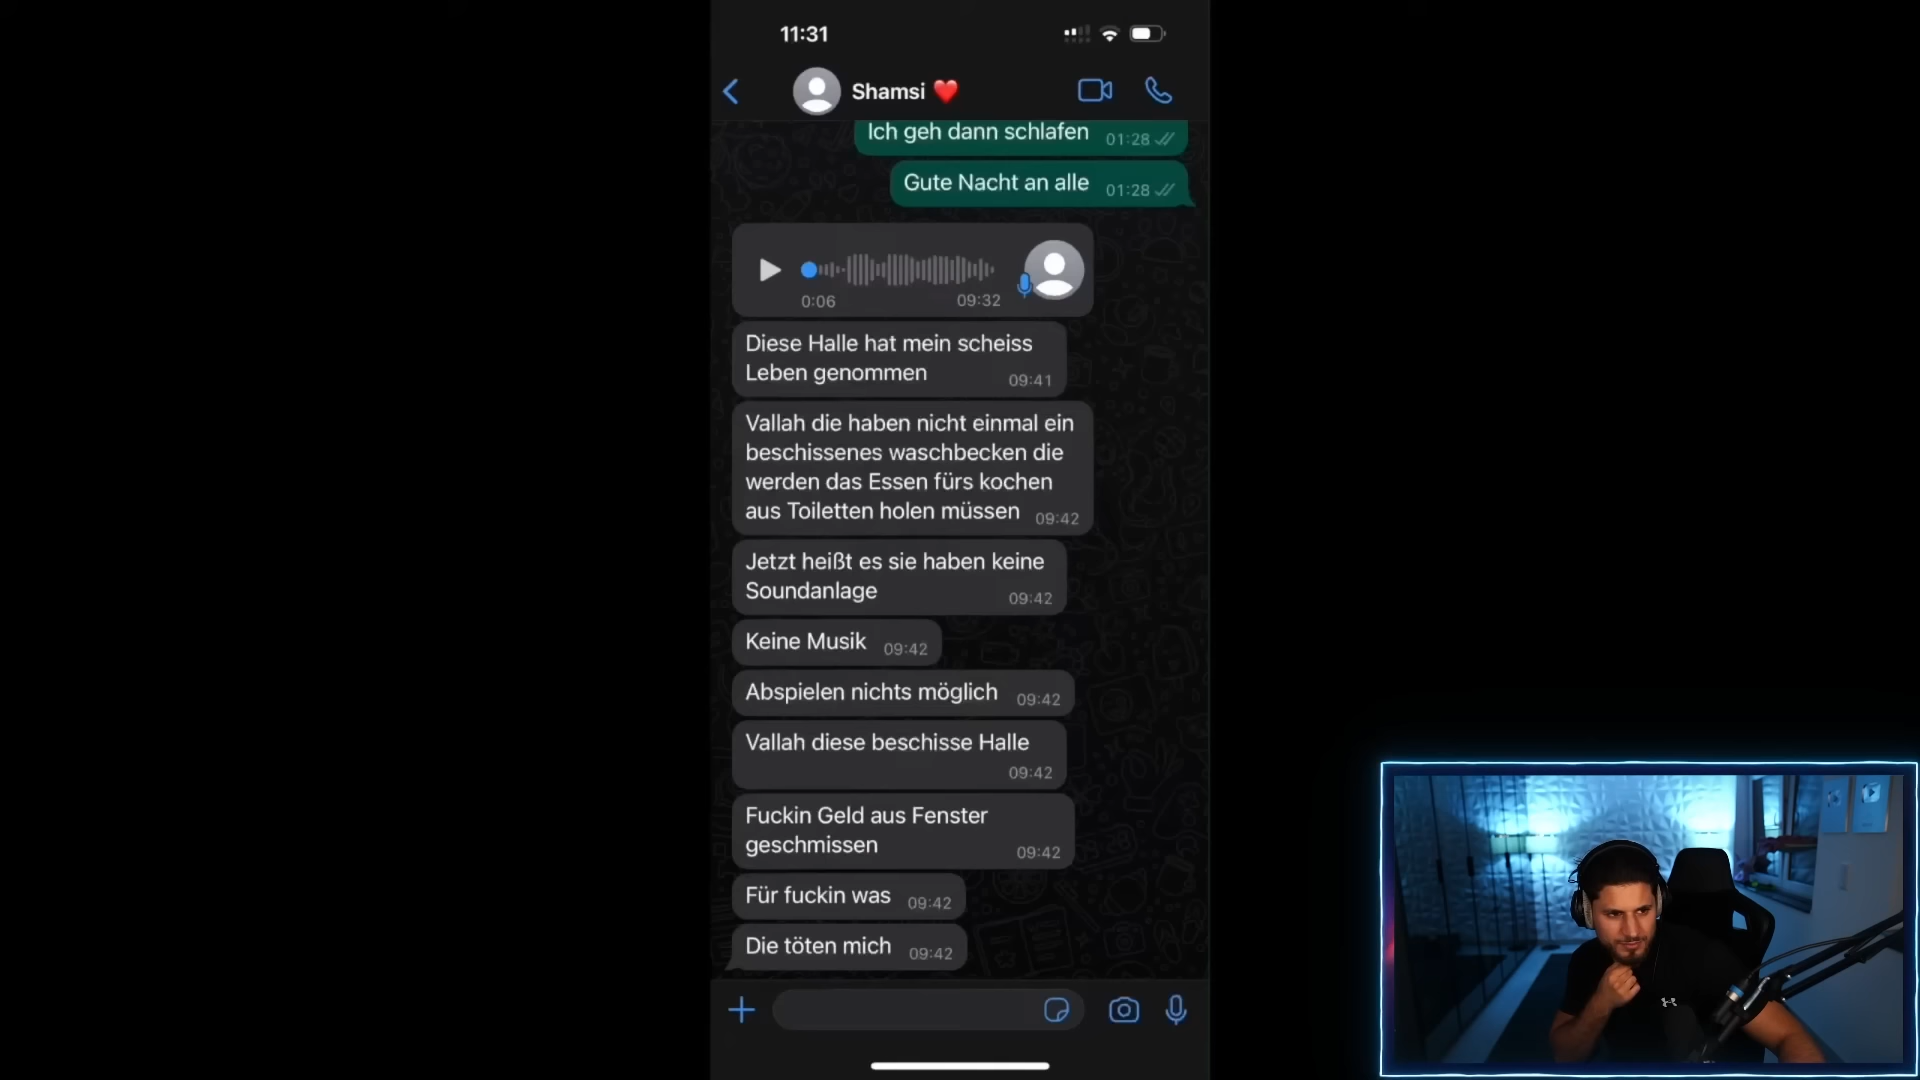 11:31
Shamsi ❤️
Ich geh dann schlafen 01:28
Gute Nacht an alle 01:28
0:06 09:32
Diese Halle hat mein scheiss
Leben genommen 09:41
Vallah die haben nicht einmal ein
beschissenes waschbecken die
werden das Essen fürs kochen
aus Toiletten holen müssen 09:42
Jetzt heißt es sie haben keine
Soundanlage 09:42
Keine Musik 09:42
Abspielen nichts möglich 09:42
Vallah diese beschisse Halle
09:42
Fuckin Geld aus Fenster
geschmissen 09:42
Für fuckin was 09:42
Die töten mich 09:42